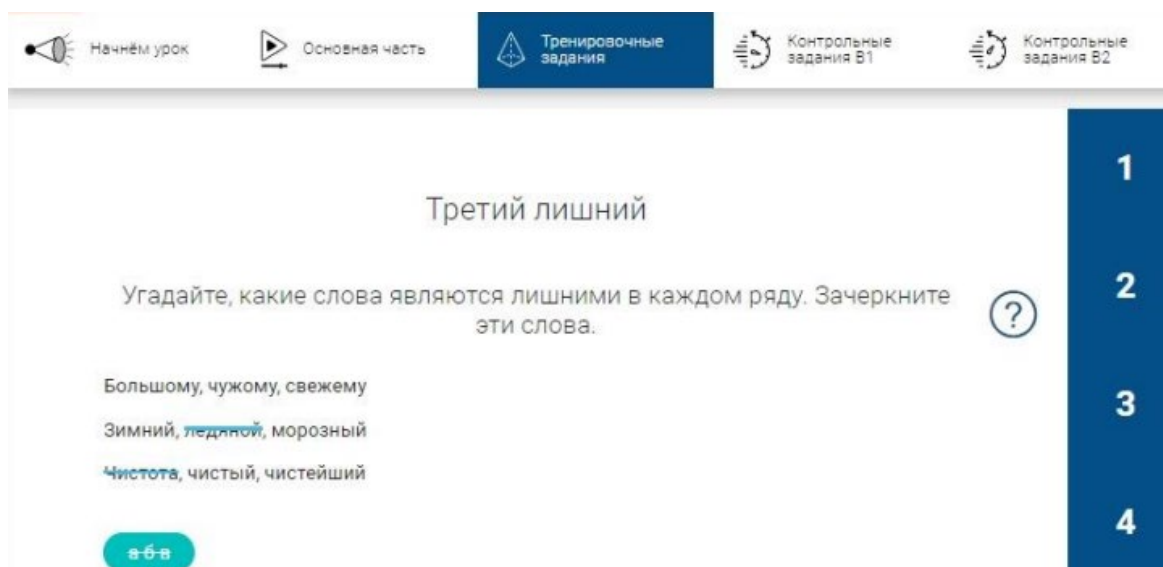 Начнём урок
Основная часть
Тренировочные
задания
Контрольные
задания В1
Контрольные
задания В2
Третий лишний
Угадайте, какие слова являются лишними в каждом ряду. Зачеркните
эти слова.
?
Большому, чужому, свежему
Зимний, ледяной, морозный
Чистота, чистый, чистейший
а б в
1
2
3
4